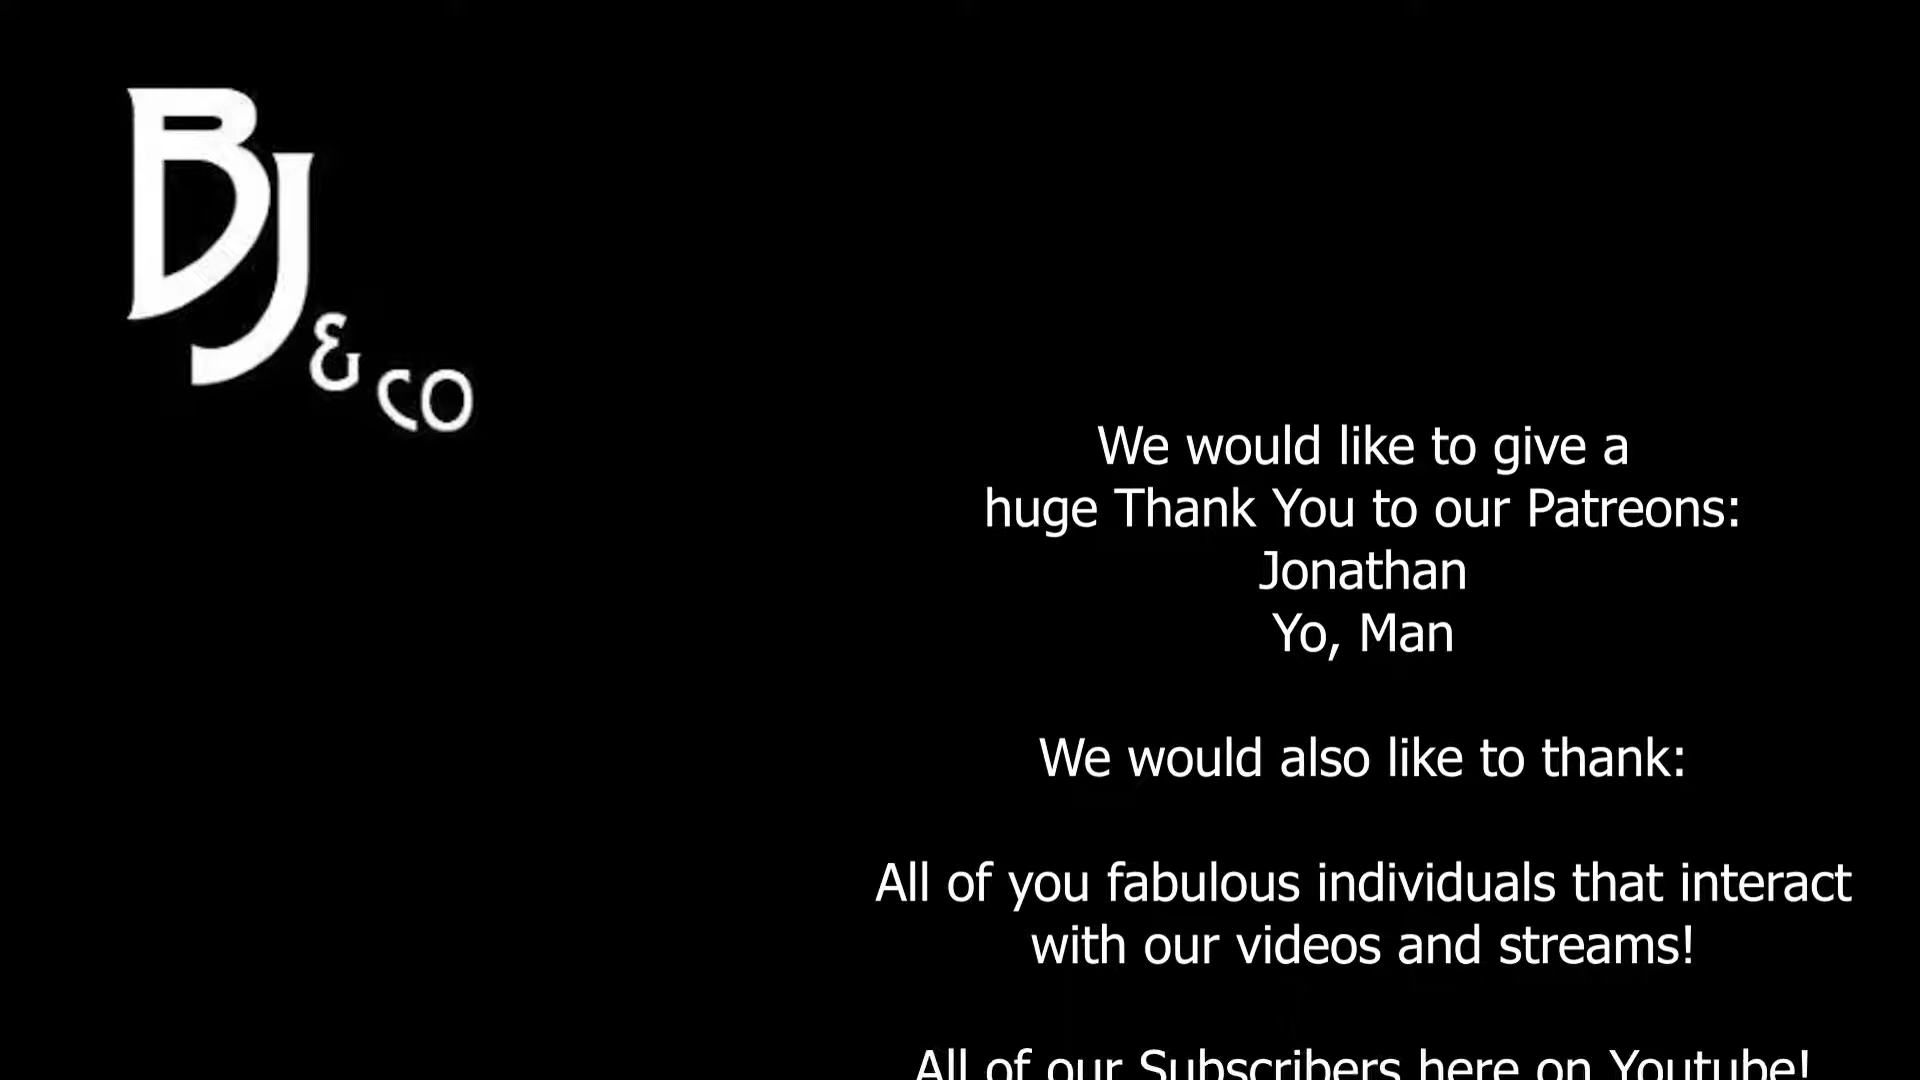 BJ
& co
We would like to give a
huge Thank You to our Patreons:
Jonathan
Yo, Man
We would also like to thank:
All of you fabulous individuals that interact
with our videos and streams!
All of our Subscribers here on Youtube!